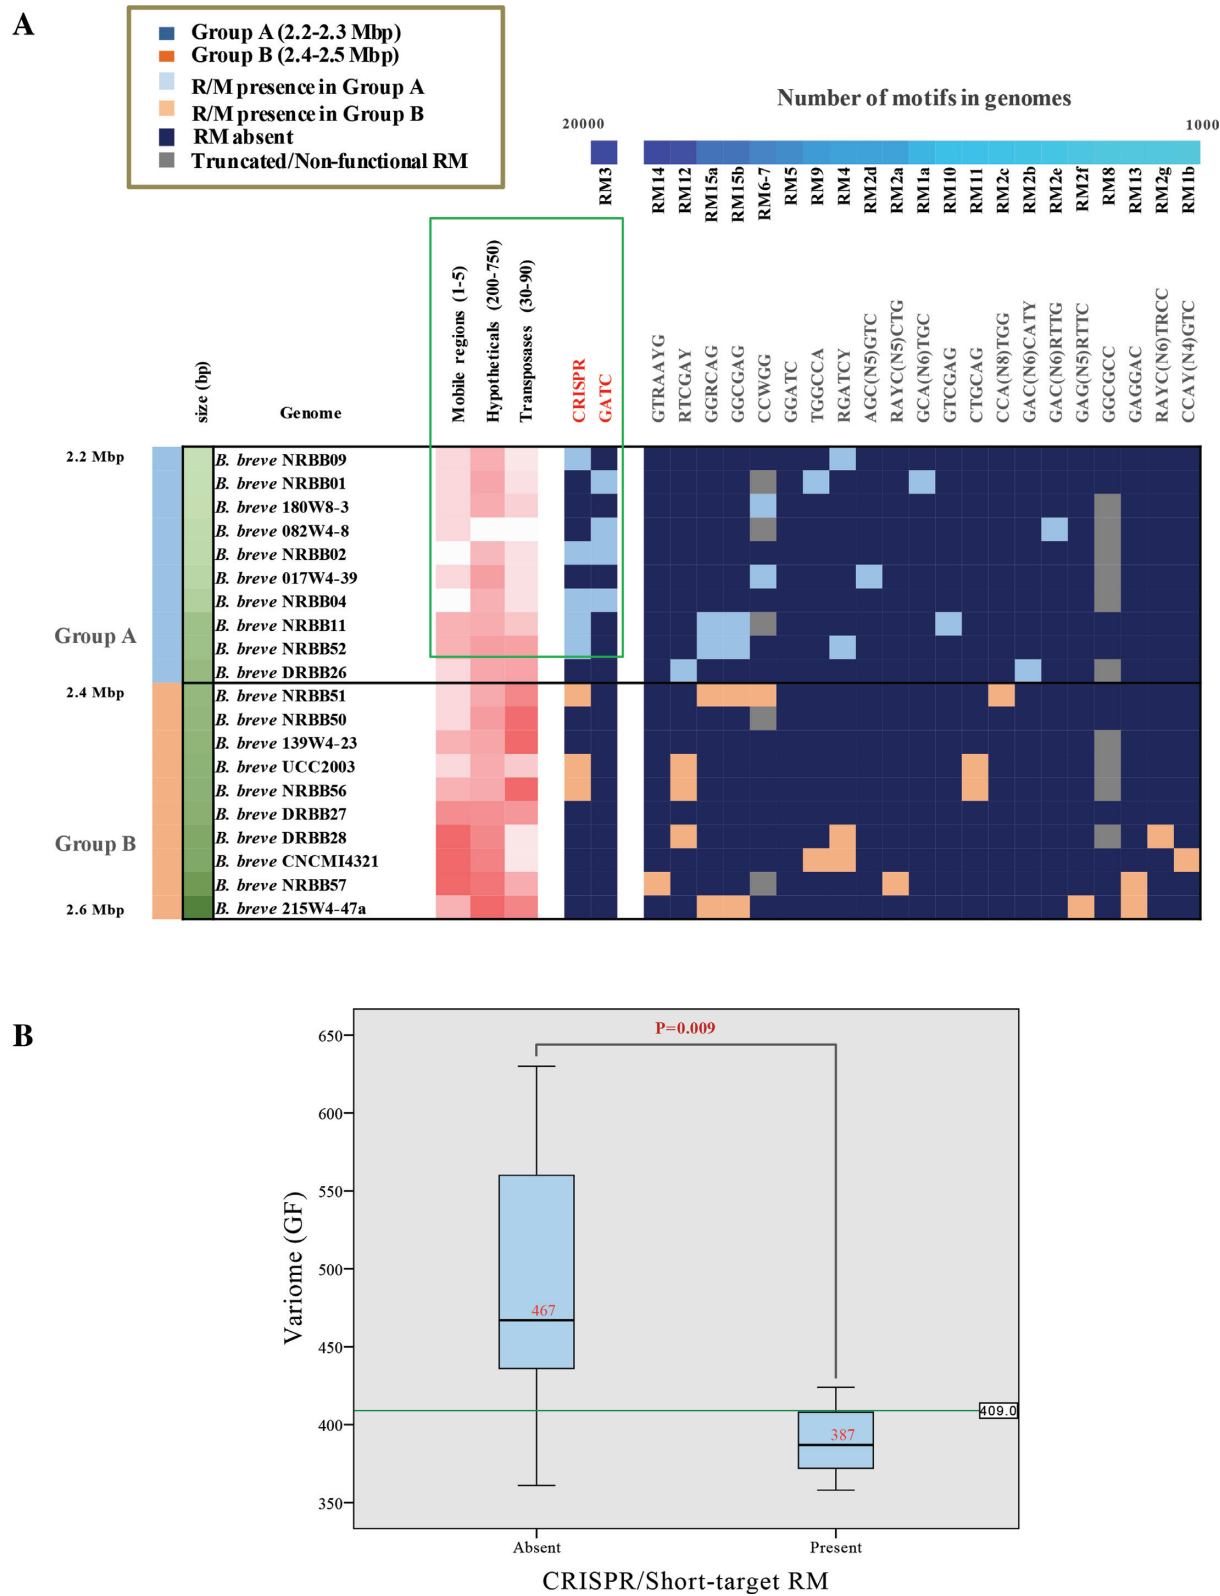 A
Group A (2.2-2.3 Mbp)
Group B (2.4-2.5 Mbp)
R/M presence in Group A
R/M presence in Group B
RM absent
Truncated/Non-functional RM
Number of motifs in genomes
20000
1000
RM3
RM14
RM12
RM15a
RM15b
RM6-7
RM5
RM9
RM4
RM2d
RM2a
RM1a
RM10
RM11
RM2c
RM2b
RM2e
RM2f
RM8
RM13
RM2g
RM1b
size (bp)
Genome
Mobile regions (1-5)
Hypotheticals (200-750)
Transposases (30-90)
CRISPR
GATC
GTRAAYG
RTCGAY
GGRCAG
GGCGAG
CCWGG
GGATC
TGGCCA
RGATCY
AGC(N5)GTC
RAYC(N5)CTG
GCA(N6)TGC
GTCGAG
CTGCAG
CCA(N8)TGG
GAC(N6)CATY
GAC(N6)RTTG
GAG(N5)RTTC
GGCGCC
GAGGAC
RAYC(N6)TRCC
CCAY(N4)GTC
2.2 Mbp
B. breve NRBB09
B. breve NRBB01
B. breve 180W8-3
B. breve 082W4-8
B. breve NRBB02
B. breve 017W4-39
B. breve NRBB04
Group A
B. breve NRBB11
B. breve NRBB52
B. breve DRBB26
2.4 Mbp
B. breve NRBB51
B. breve NRBB50
B. breve 139W4-23
B. breve UCC2003
B. breve NRBB56
B. breve DRBB27
Group B
B. breve DRBB28
B. breve CNCMI4321
B. breve NRBB57
2.6 Mbp
B. breve 215W4-47a
B
P=0.009
650
600
550
500
450
400
350
Variome (GF)
467
387
409.0
Absent
Present
CRISPR/Short-target RM